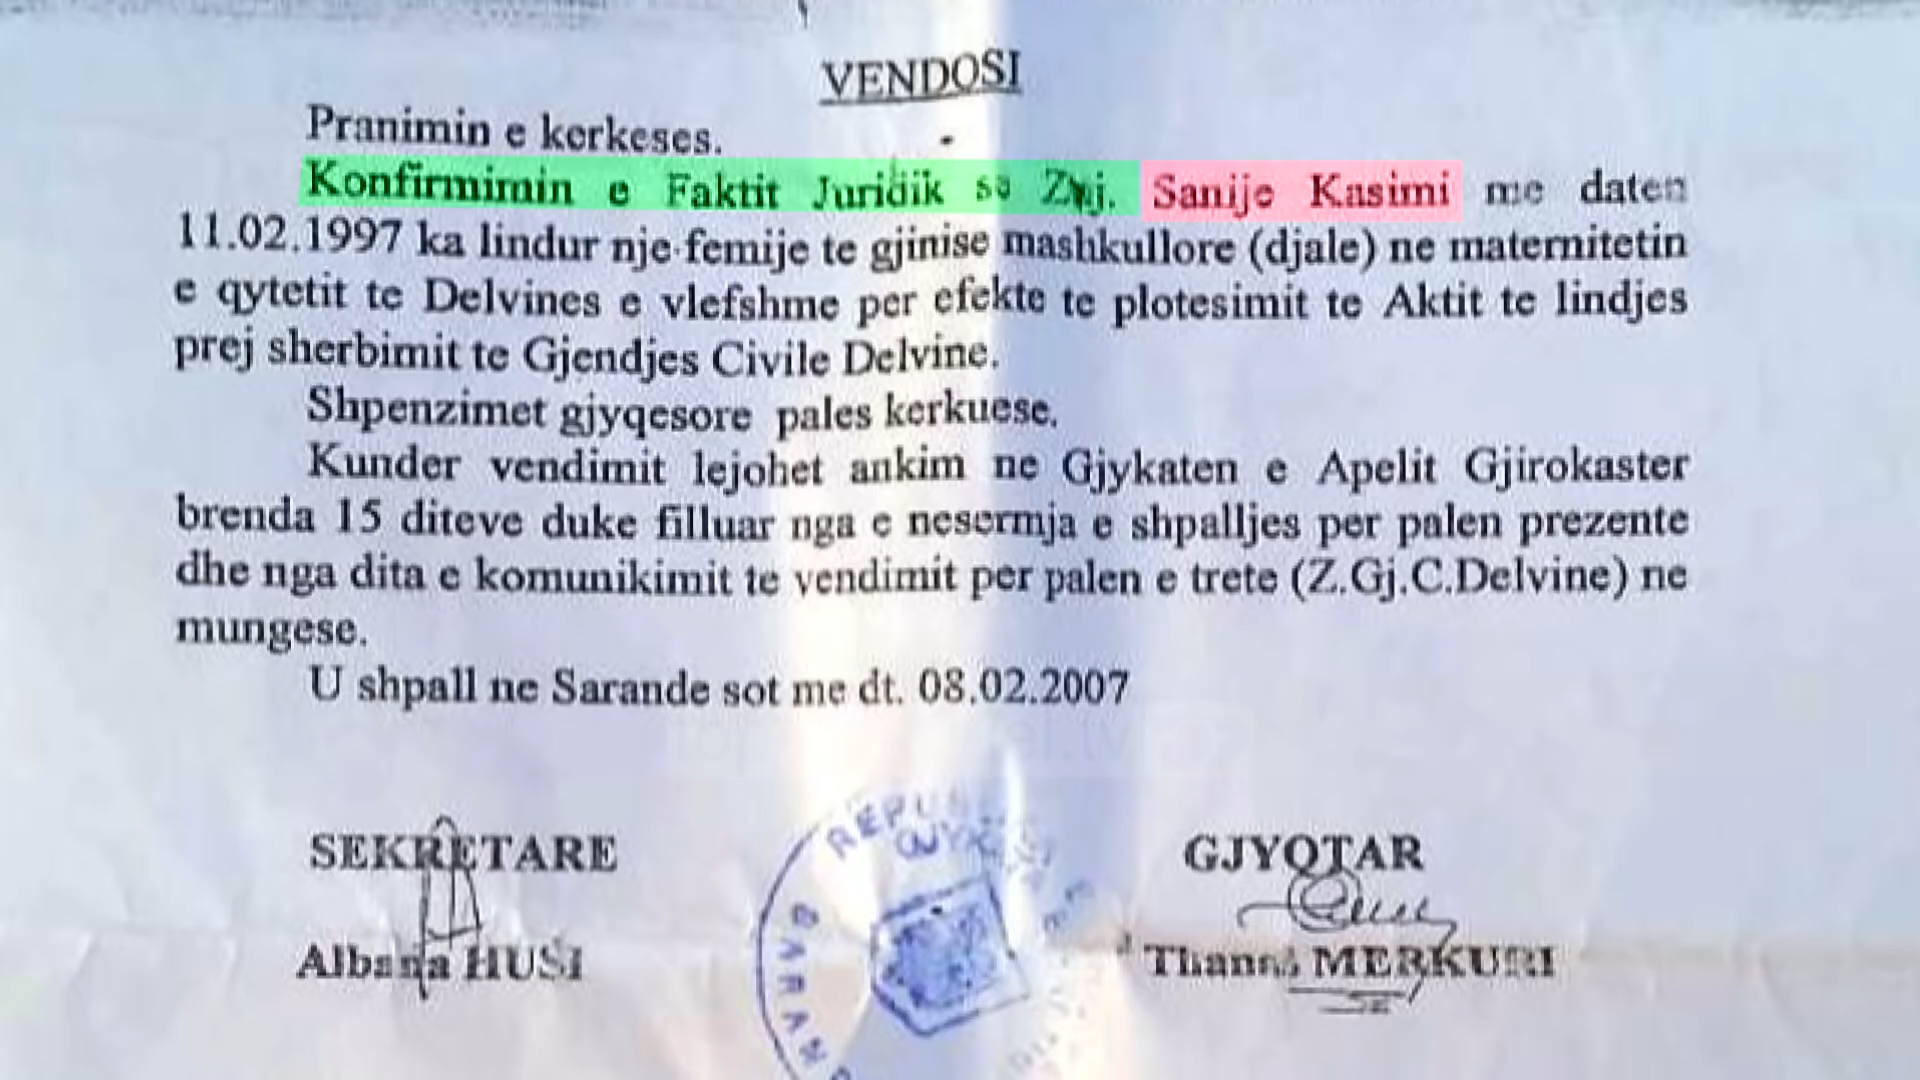 VENDOSI
Pranimin e kerkeses.
Konfirmimin e Faktit Juridik se Znj. Sanije Kasimi me daten
11.02.1997 ka lindur nje femije te gjinise mashkullore (djale) ne maternitetin
e qytetit te Delvines e vlefshme per efekte te plotesimit te Aktit te lindjes
prej sherbimit te Gjendjes Civile Delvine.
Shpenzimet gjyqesore pales kerkuese.
Kunder vendimit lejohet ankim ne Gjykaten e Apelit Gjirokaster
brenda 15 diteve duke filluar nga e nesermja e shpalljes per palen prezente
dhe nga dita e komunikimit te vendimit per palen e trete (Z.Gj.C.Delvine) ne
mungese.
U shpall ne Sarande sot me dt. 08.02.2007
SEKRETARE GJYQTAR
Albana HUSI Thanas MERKURI